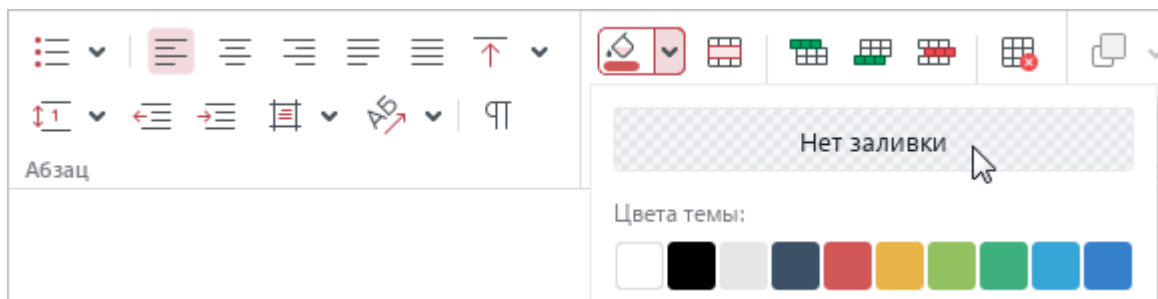 Абзац
Нет заливки
Цвета темы: